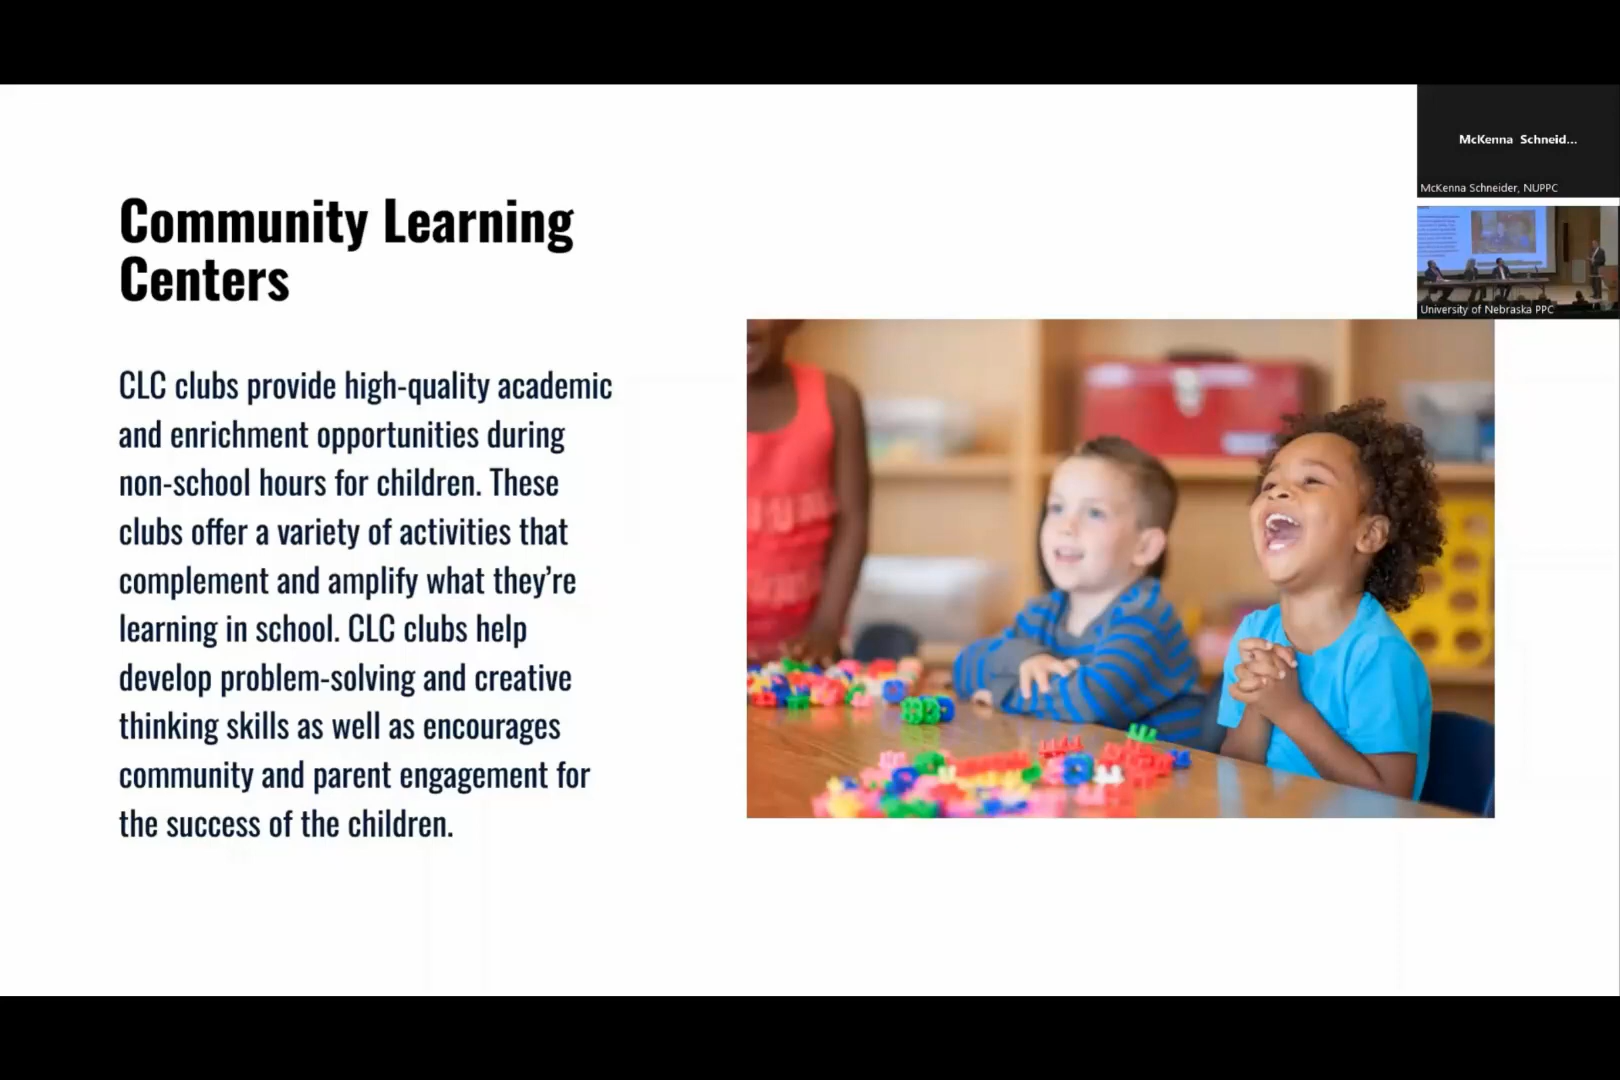 Community Learning
Centers
CLC clubs provide high-quality academic
and enrichment opportunities during
non-school hours for children. These
clubs offer a variety of activities that
complement and amplify what they’re
learning in school. CLC clubs help
develop problem-solving and creative
thinking skills as well as encourages
community and parent engagement for
the success of the children.
McKenna Schneid...
McKenna Schneider, NUPPC
University of Nebraska PPC